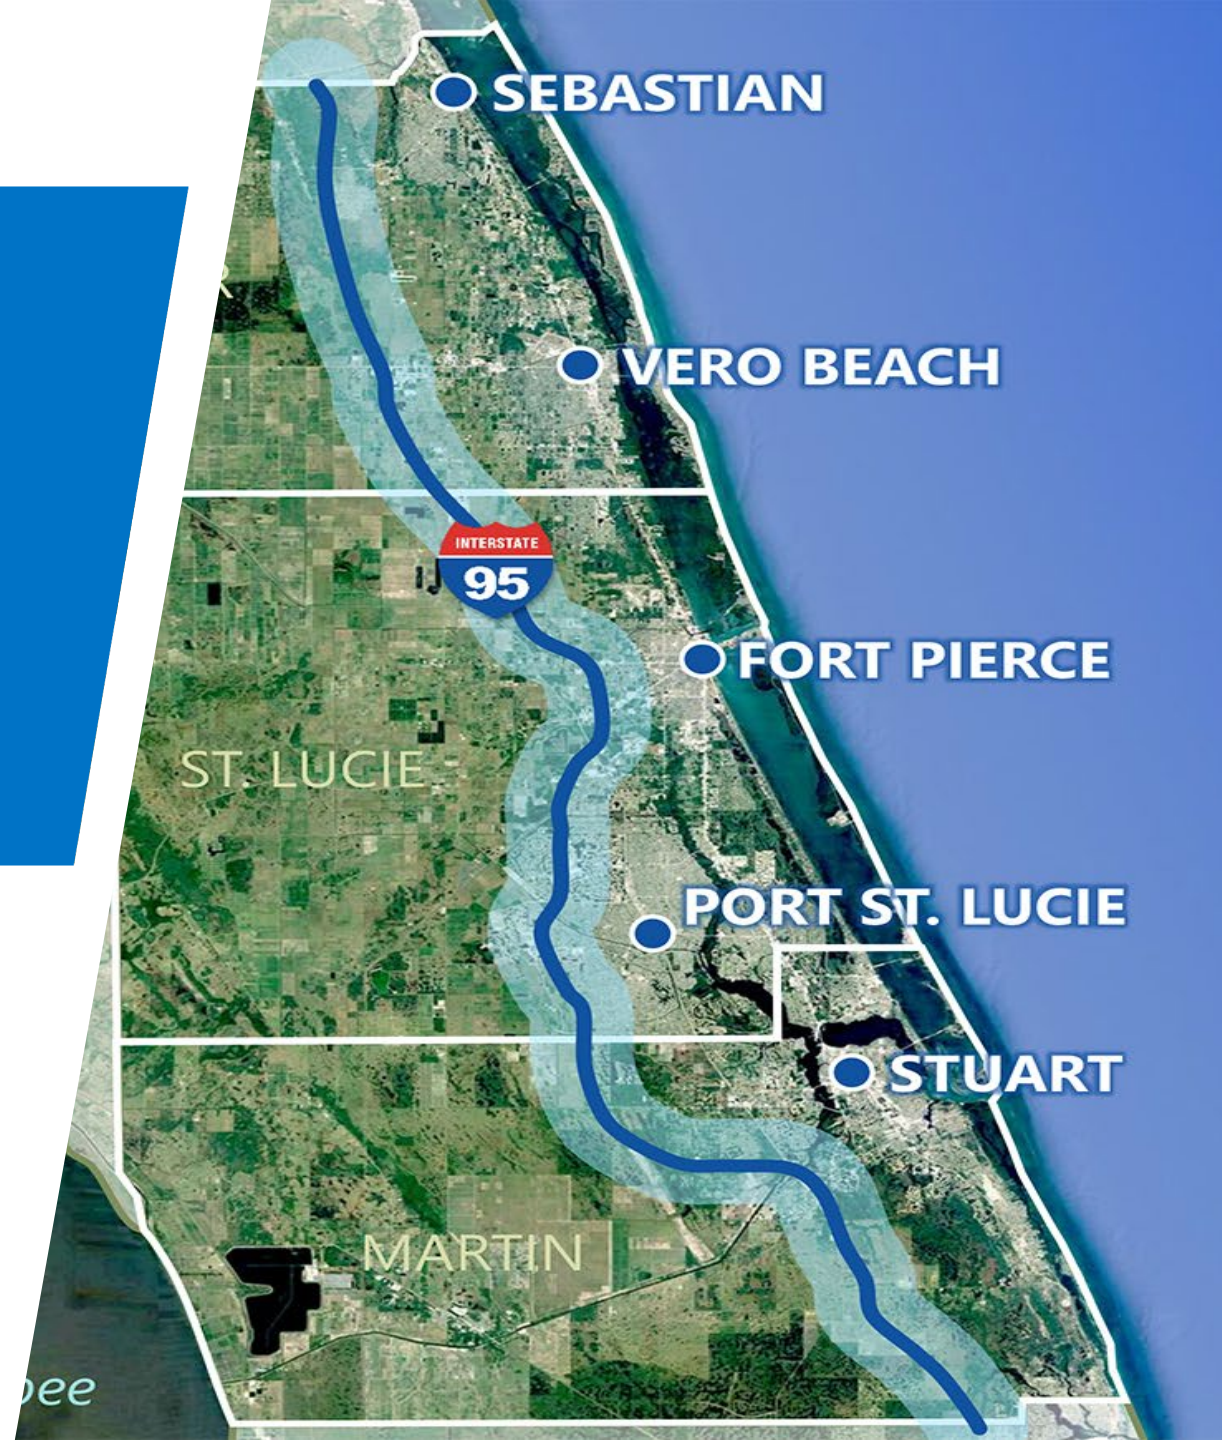 SEBASTIAN
VERO BEACH
INTERSTATE
95
FORT PIERCE
ST. LUCIE
PORT ST. LUCIE
STUART
MARTIN